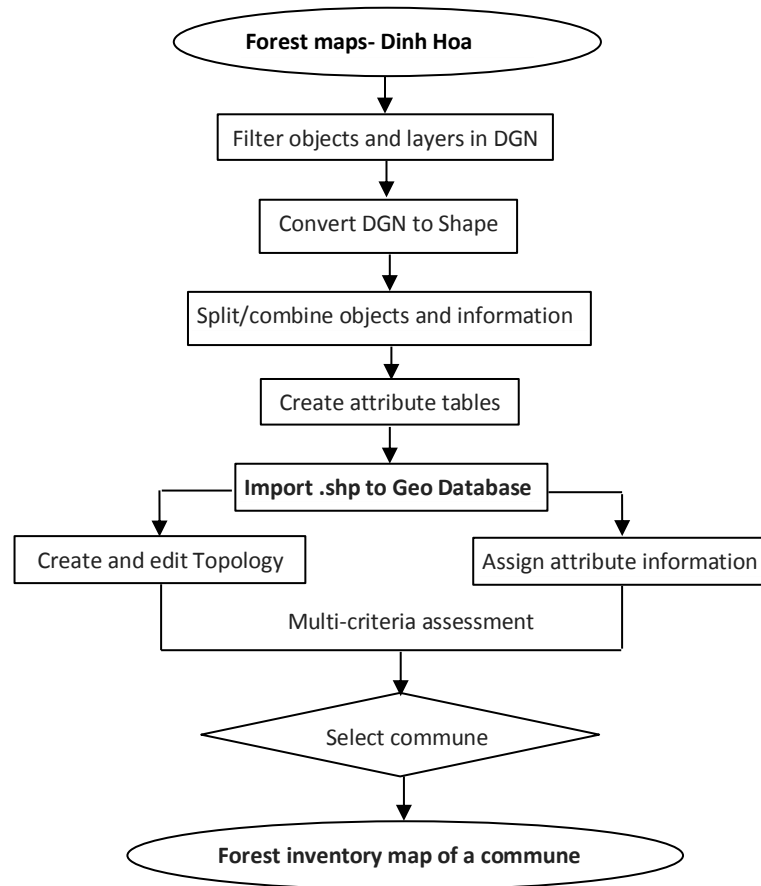 Forest maps- Dinh Hoa
Filter objects and layers in DGN
Convert DGN to Shape
Split/combine objects and information
Create attribute tables
Import .shp to Geo Database
Create and edit Topology
Assign attribute information
Multi-criteria assessment
Select commune
Forest inventory map of a commune